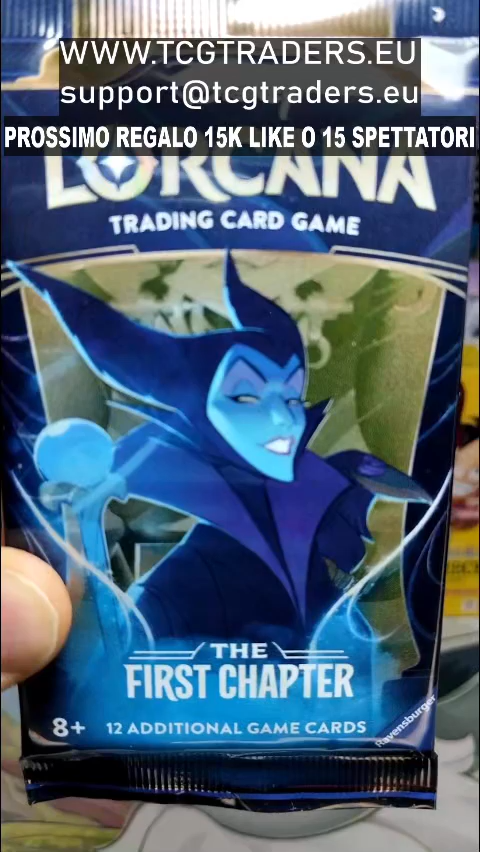 WWW.TCGTRADERS.EU
support@tcgtraders.eu
PROSSIMO REGALO 15K LIKE O 15 SPETTATORI
LORCANA
TRADING CARD GAME
THE
FIRST CHAPTER
8+ 12 ADDITIONAL GAME CARDS
Ravensburger